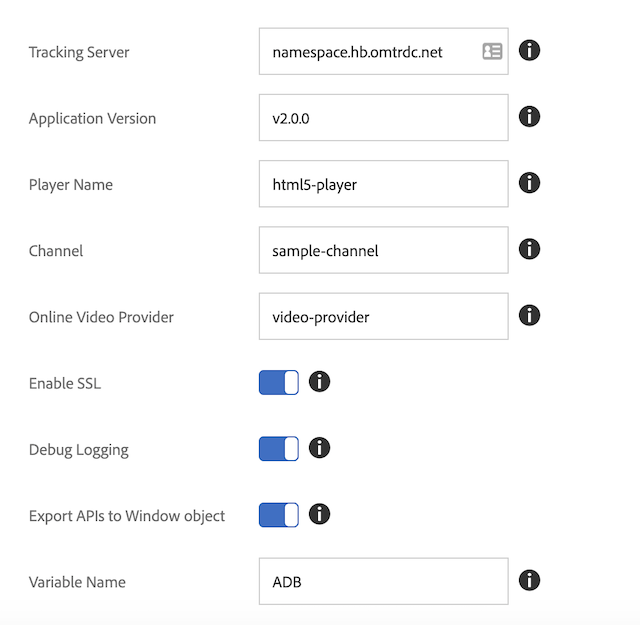 Tracking Server namespace.hb.omtrdc.net
Application Version v2.0.0
Player Name html5-player
Channel sample-channel
Online Video Provider video-provider
Enable SSL
Debug Logging
Export APIs to Window object
Variable Name ADB